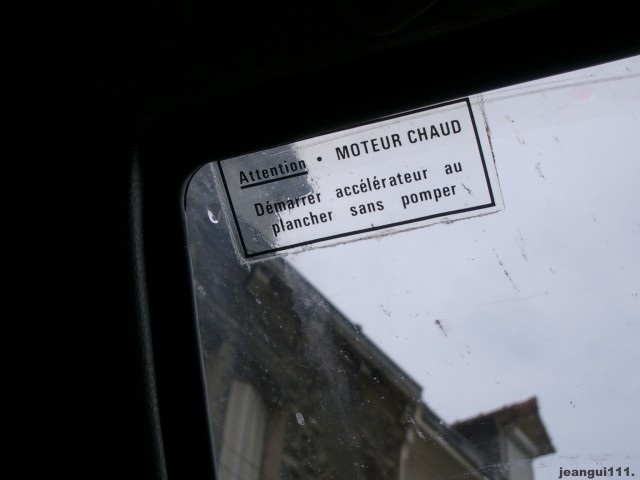 Attention • MOTEUR CHAUD
Démarrer accélérateur au
plancher sans pomper
jeangui111.